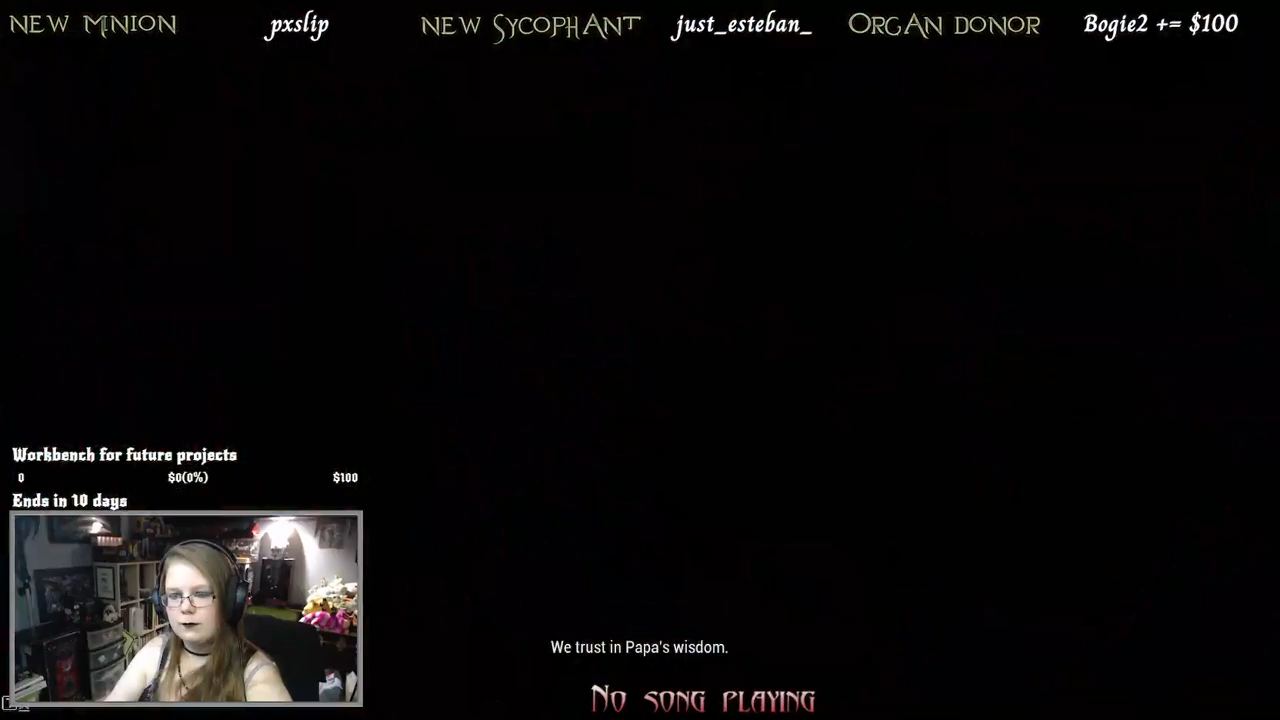 NEW MINION pxslip NEW SYCOPHANT just_esteban_ ORGAN DONOR Bogie2 += $100
Workbench for future projects
0 $0(0%) $100
Ends in 10 days
We trust in Papa's wisdom.
No song playing